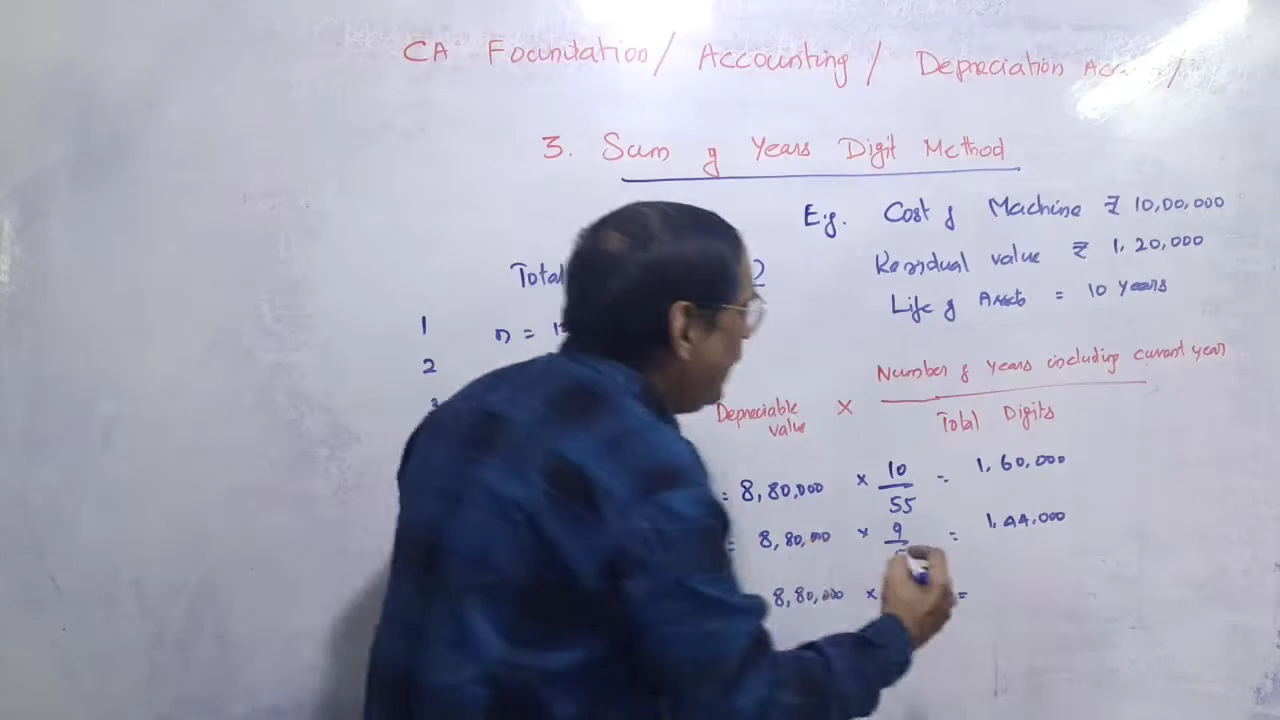 CA Foundation / Accounting / Depreciation
3. Sum of Years Digit Method
Eg. Cost of Machine ₹ 10,00,000
Residual value ₹ 1,20,000
Life of Assets = 10 Years
Total
1 n =
2
Number of Years including current year
Depreciable value × Total Digits
= 8,80,000 × 10/55 = 1,60,000
= 8,80,000 × 9/ = 1,44,000
8,80,000 × =